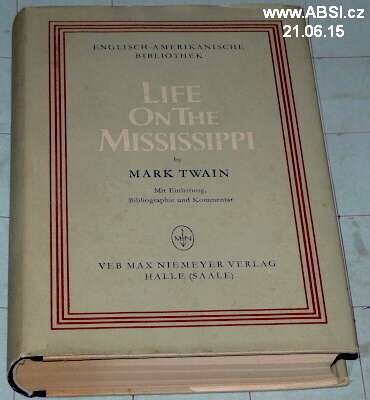 www.ABSI.cz
21.06.15
ENGLISCH-AMERIKANISCHE
BIBLIOTHEK
LIFE
ON THE
MISSISSIPPI
by
MARK TWAIN
Mit Einleitung,
Bibliographie und Kommentar
MN
VEB MAX NIEMEYER VERLAG
HALLE (SAALE)